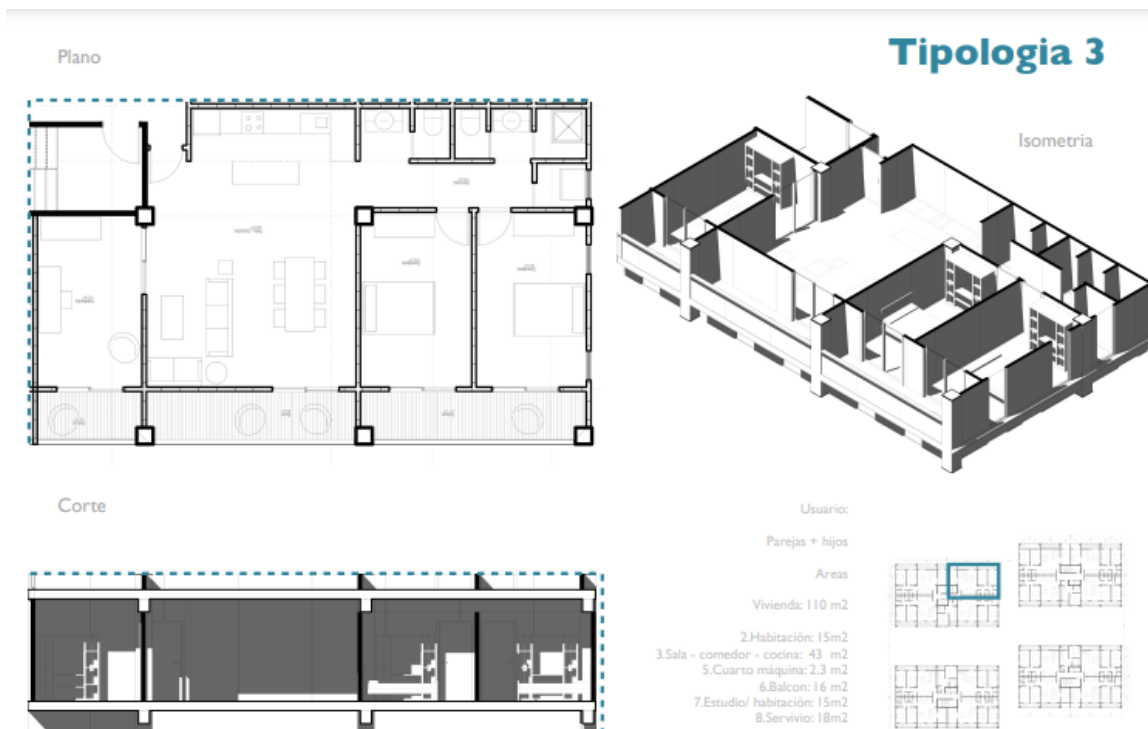 Plano
Tipologia 3
Isometria
Corte
Usuario:
Parejas + hijos
Areas
Vivienda: 110 m2
2.Habitación: 15m2
3.Sala - comedor - cocina: 43 m2
5.Cuarto máquina: 2.3 m2
6.Balcon: 16 m2
7.Estudio/ habitación: 15m2
8.Servivio: 18m2